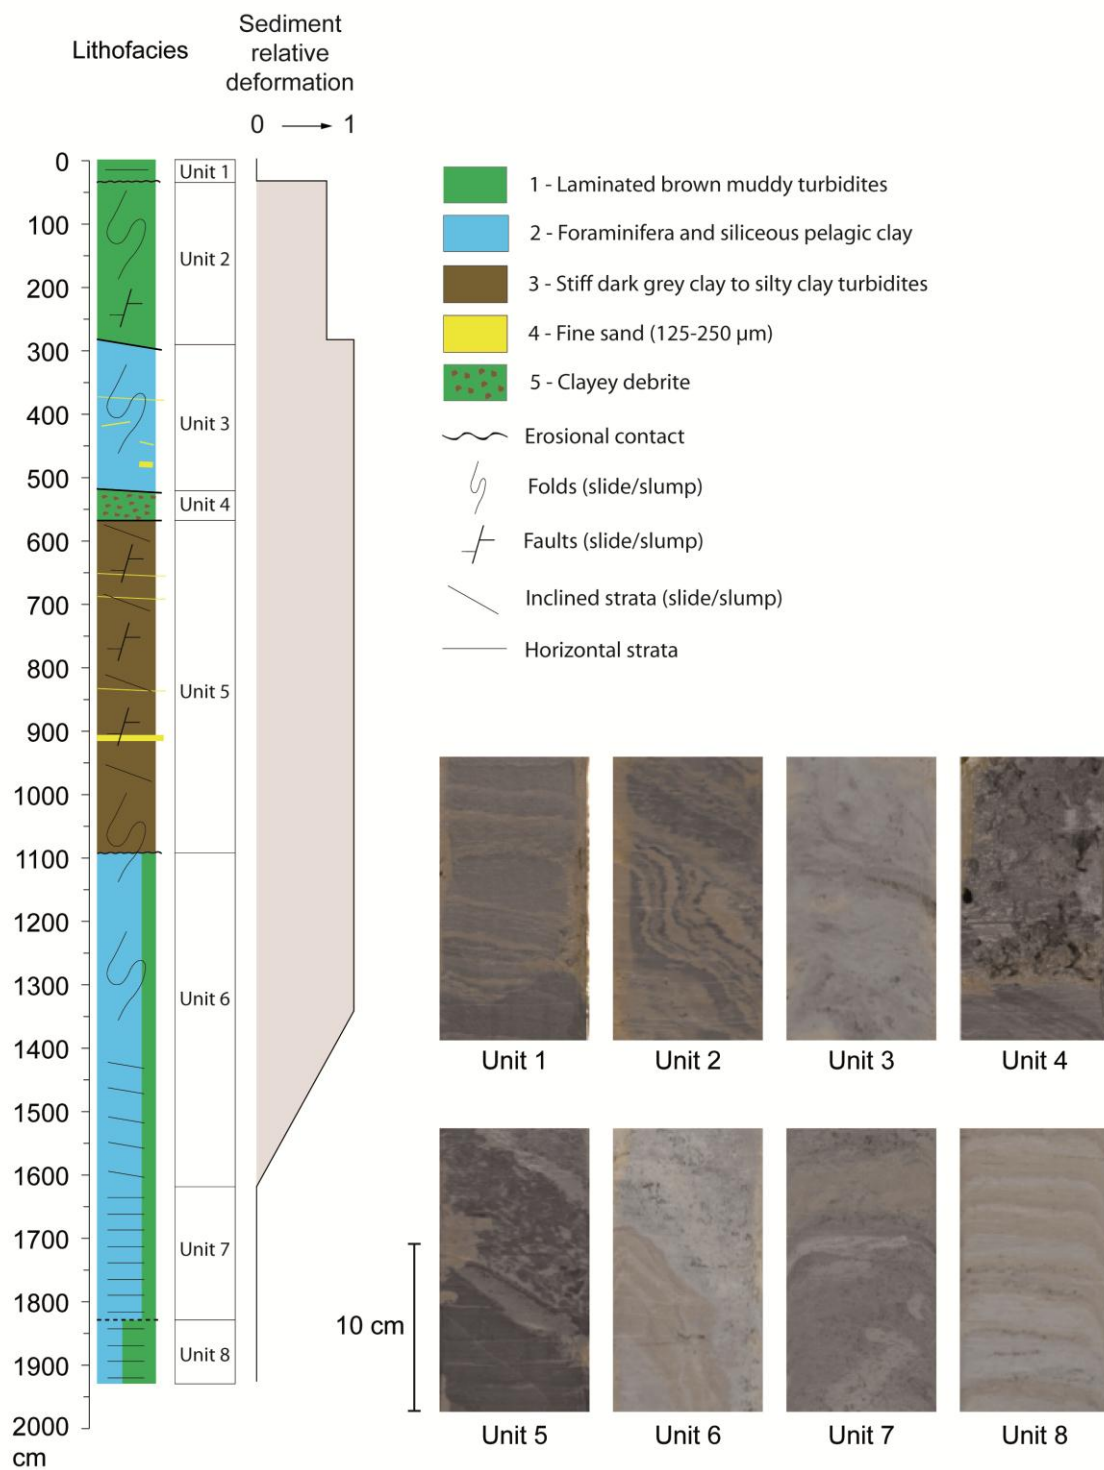 Lithofacies
Sediment
relative
deformation
0 1
0
100
200
300
400
500
600
700
800
900
1000
1100
1200
1300
1400
1500
1600
1700
1800
1900
2000
cm
Unit 1
Unit 2
Unit 3
Unit 4
Unit 5
Unit 6
Unit 7
Unit 8
1 - Laminated brown muddy turbidites
2 - Foraminifera and siliceous pelagic clay
3 - Stiff dark grey clay to silty clay turbidites
4 - Fine sand (125-250 µm)
5 - Clayey debrite
Erosional contact
Folds (slide/slump)
Faults (slide/slump)
Inclined strata (slide/slump)
Horizontal strata
Unit 1 Unit 2 Unit 3 Unit 4
10 cm
Unit 5 Unit 6 Unit 7 Unit 8